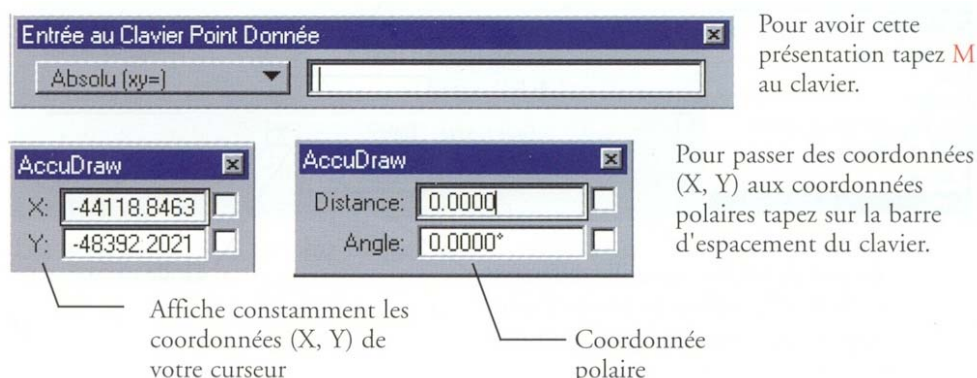 Entrée au Clavier Point Donnée
Absolu (xy=)
Pour avoir cette
présentation tapez M
au clavier.
AccuDraw
X: -44118.8463
Y: -48392.2021
AccuDraw
Distance: 0.0000
Angle: 0.0000°
Pour passer des coordonnées
(X, Y) aux coordonnées
polaires tapez sur la barre
d'espacement du clavier.
Affiche constamment les
coordonnées (X, Y) de
votre curseur
Coordonnée
polaire